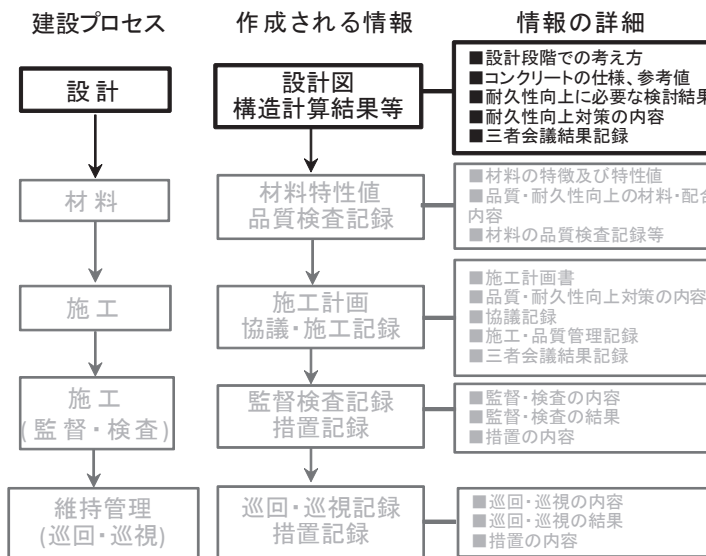 建設プロセス
作成される情報
情報の詳細
設計
設計図
構造計算結果等
■設計段階での考え方
■コンクリートの仕様、参考値
■耐久性向上に必要な検討結果
■耐久性向上対策の内容
■三者会議結果記録
材料
材料特性値
品質検査記録
■材料の特徴及び特性値
■品質・耐久性向上の材料・配合
内容
■材料の品質検査記録等
施工
施工計画
協議・施工記録
■施工計画書
■品質・耐久性向上対策の内容
■協議記録
■施工・品質管理記録
■三者会議結果記録
施工
(監督・検査)
監督検査記録
措置記録
■監督・検査の内容
■監督・検査の結果
■措置の内容
維持管理
(巡回・巡視)
巡回・巡視記録
措置記録
■巡回・巡視の内容
■巡回・巡視の結果
■措置の内容